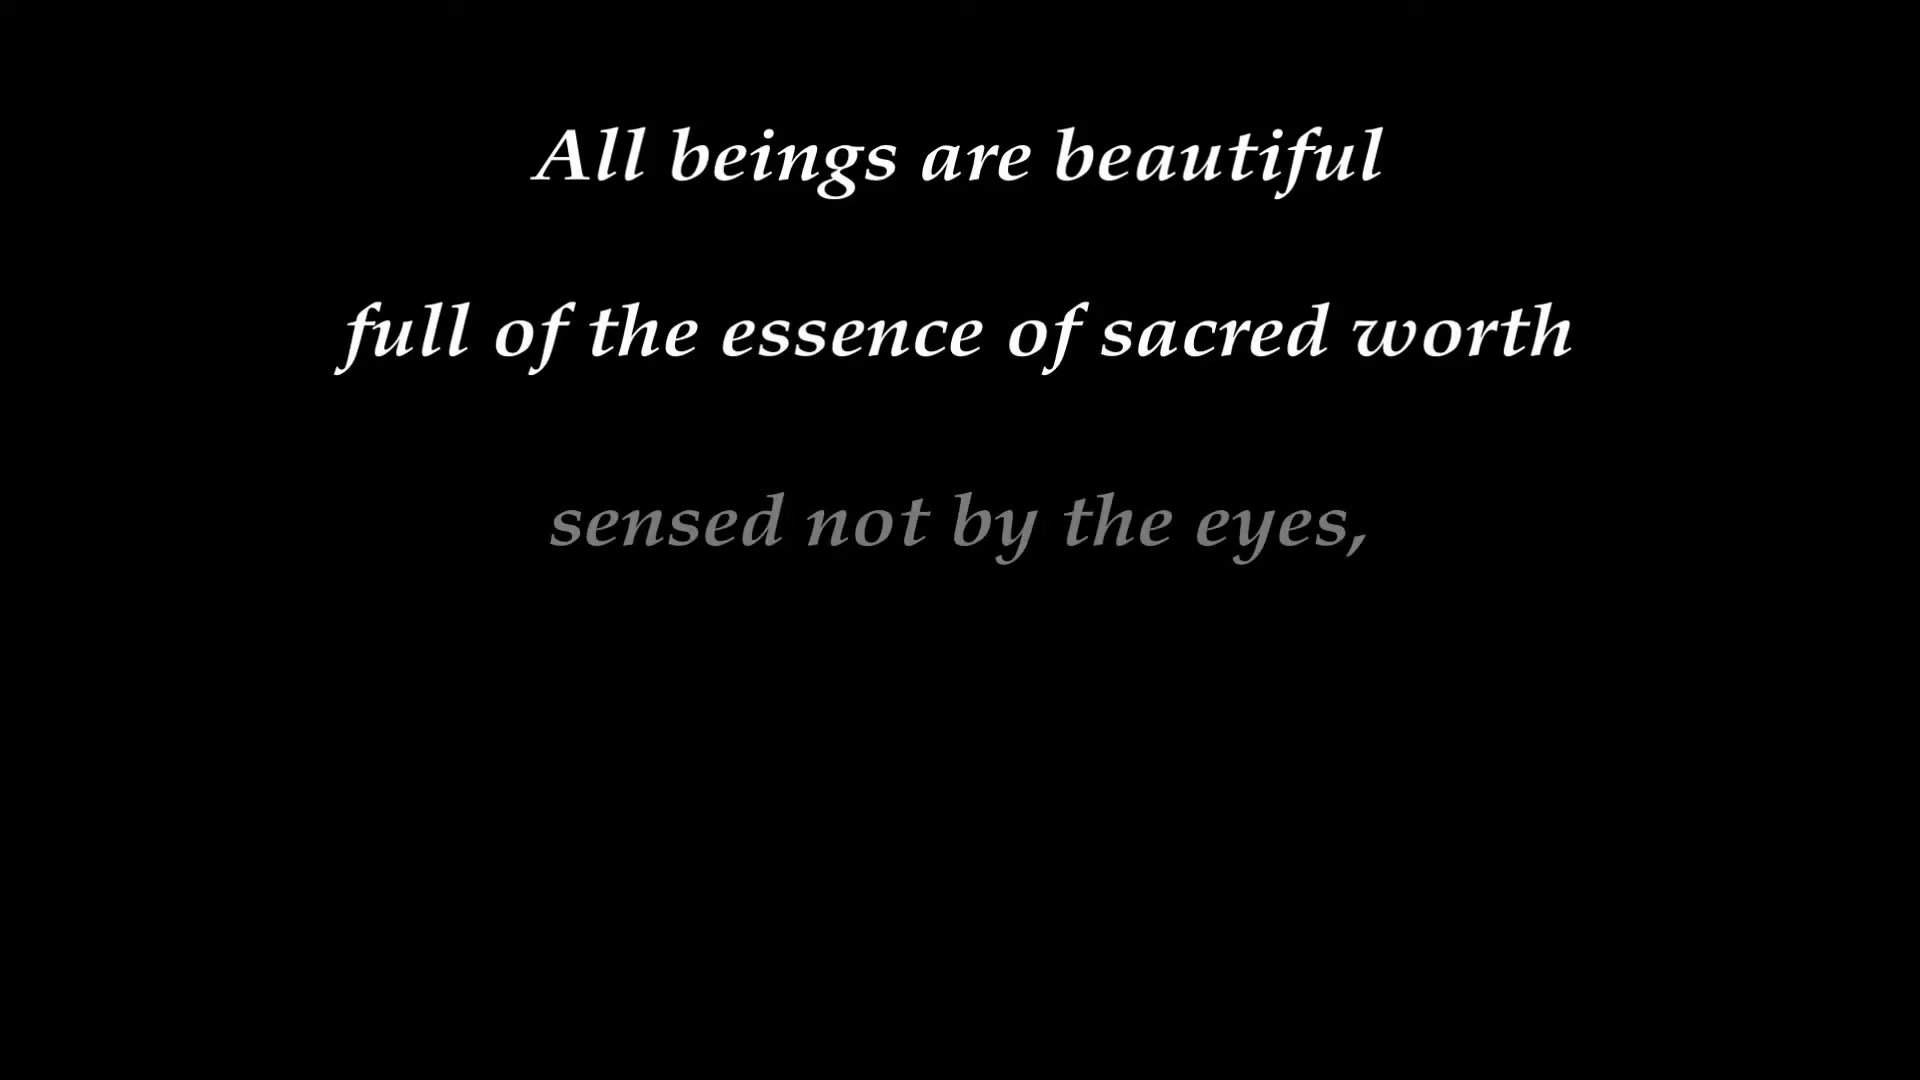 All beings are beautiful
full of the essence of sacred worth
sensed not by the eyes,